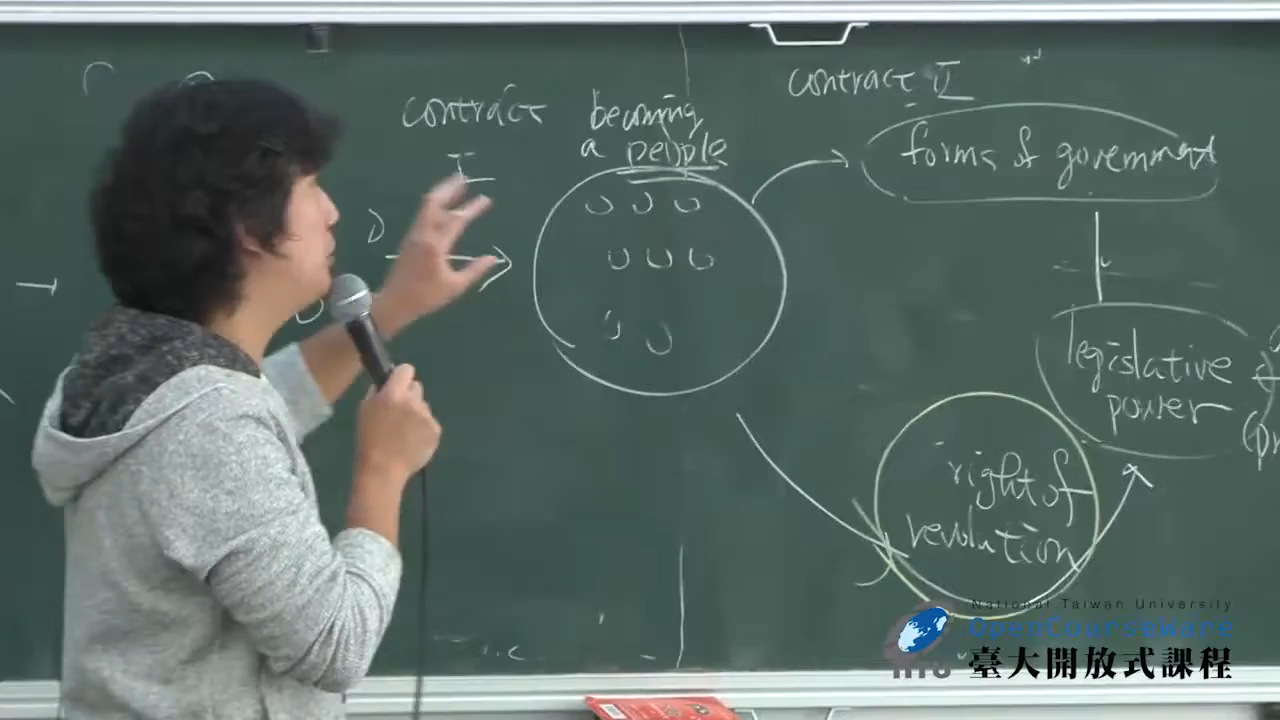 contract
I
becoming
a people
contract II
forms of government
legislative
power
right of
revolution
National Taiwan University
OpenCourseWare
臺大開放式課程